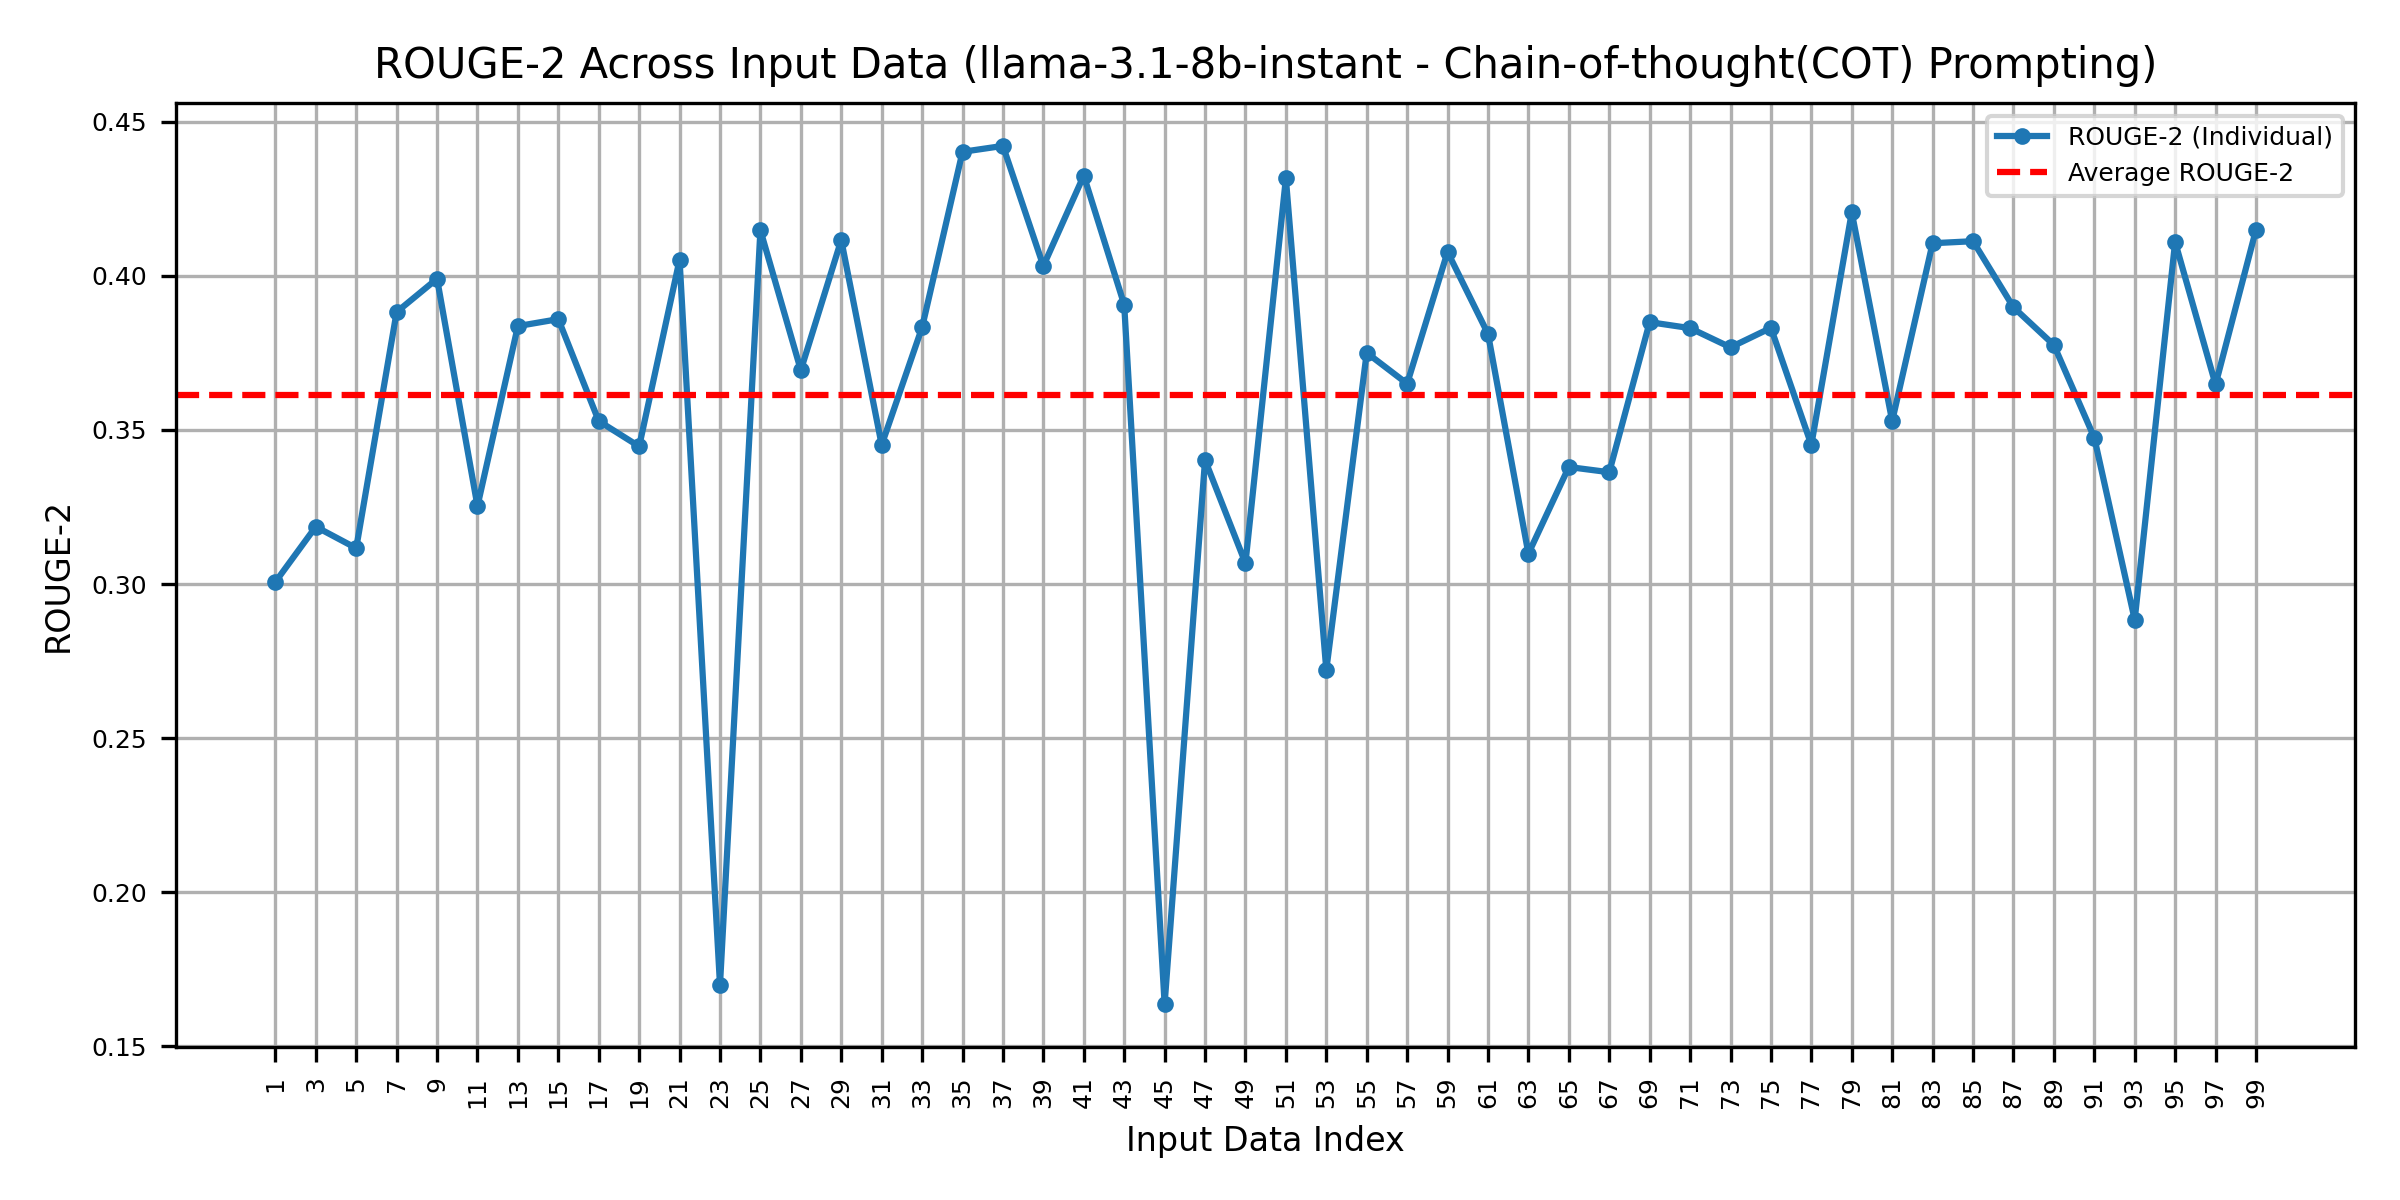 ROUGE-2 Across Input Data (llama-3.1-8b-instant - Chain-of-thought(COT) Prompting)
ROUGE-2 (Individual)
Average ROUGE-2
ROUGE-2
0.45
0.40
0.35
0.30
0.25
0.20
0.15
1 3 5 7 9 11 13 15 17 19 21 23 25 27 29 31 33 35 37 39 41 43 45 47 49 51 53 55 57 59 61 63 65 67 69 71 73 75 77 79 81 83 85 87 89 91 93 95 97 99
Input Data Index